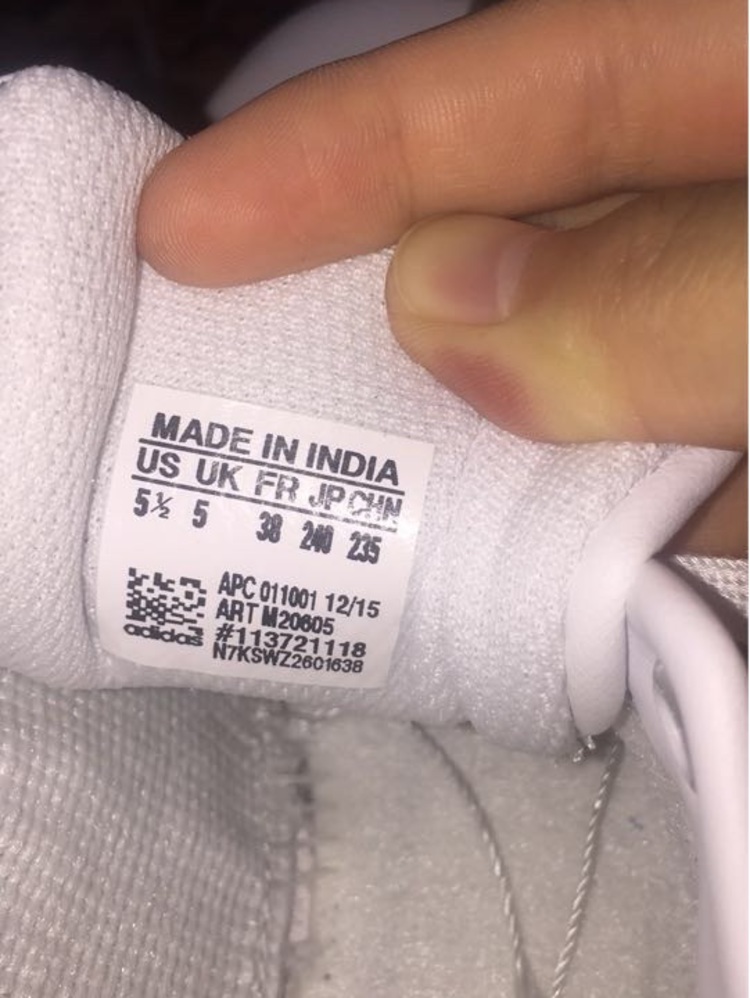 MADE IN INDIA
US UK FR JP CHN
5½ 5 38 240 235
APC 011001 12/15
ART M20605
#113721118
adidas
N7KSWZ2601638